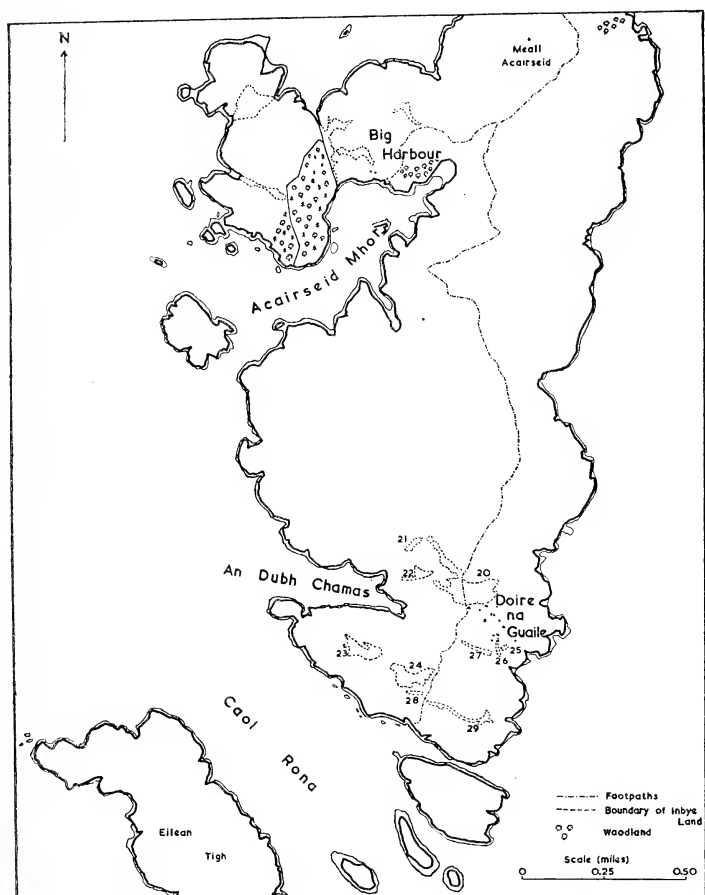 N
Meall
Acairseid
Big
Harbour
Acairseid Mhor
21
22
20
An Dubh Chamas
Doire
na
Guaile
23
24
27
25
26
28
29
Caol
Rona
Eilean
Tigh
Footpaths
Boundary of Inbye
Land
Woodland
Scale (miles)
0 0.25 0.50